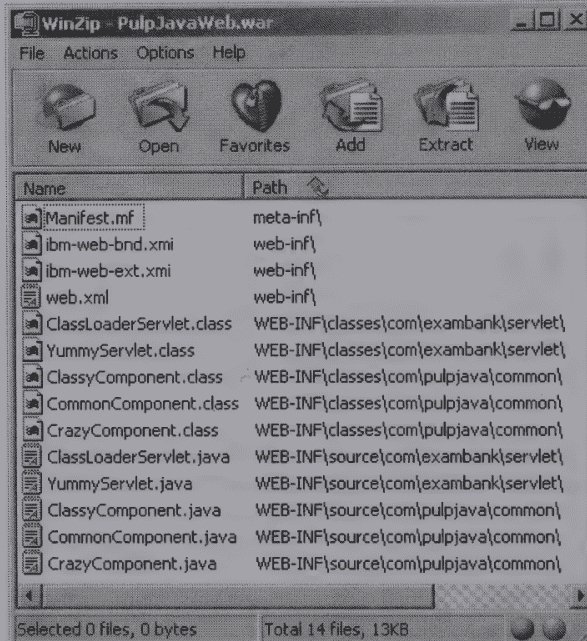 WinZip - PulpJavaWeb.war
File Actions Options Help
New Open Favorites Add Extract View
Name Path
Manifest.mf meta-inf\
ibm-web-bnd.xmi web-inf\
ibm-web-ext.xmi web-inf\
web.xml web-inf\
ClassLoaderServlet.class WEB-INF\classes\com\exambank\servlet\
YummyServlet.class WEB-INF\classes\com\exambank\servlet\
ClassyComponent.class WEB-INF\classes\com\pulpjava\common\
CommonComponent.class WEB-INF\classes\com\pulpjava\common\
CrazyComponent.class WEB-INF\classes\com\pulpjava\common\
ClassLoaderServlet.java WEB-INF\source\com\exambank\servlet\
YummyServlet.java WEB-INF\source\com\exambank\servlet\
ClassyComponent.java WEB-INF\source\com\pulpjava\common\
CommonComponent.java WEB-INF\source\com\pulpjava\common\
CrazyComponent.java WEB-INF\source\com\pulpjava\common\
Selected 0 files, 0 bytes Total 14 files, 13KB